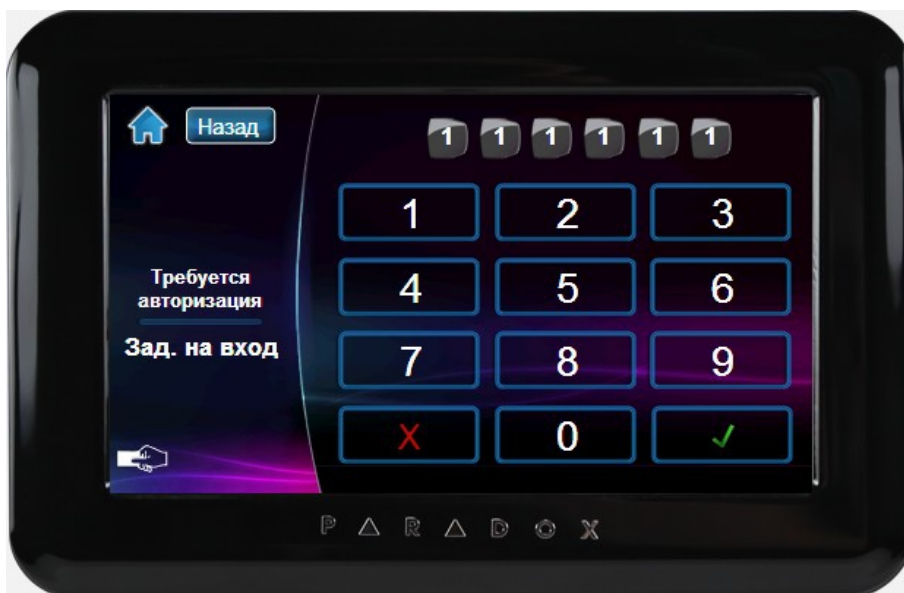 Назад
1 1 1 1 1 1
1 2 3
4 5 6
7 8 9
X 0 ✓
Требуется
авторизация
Зад. на вход
PARADOX